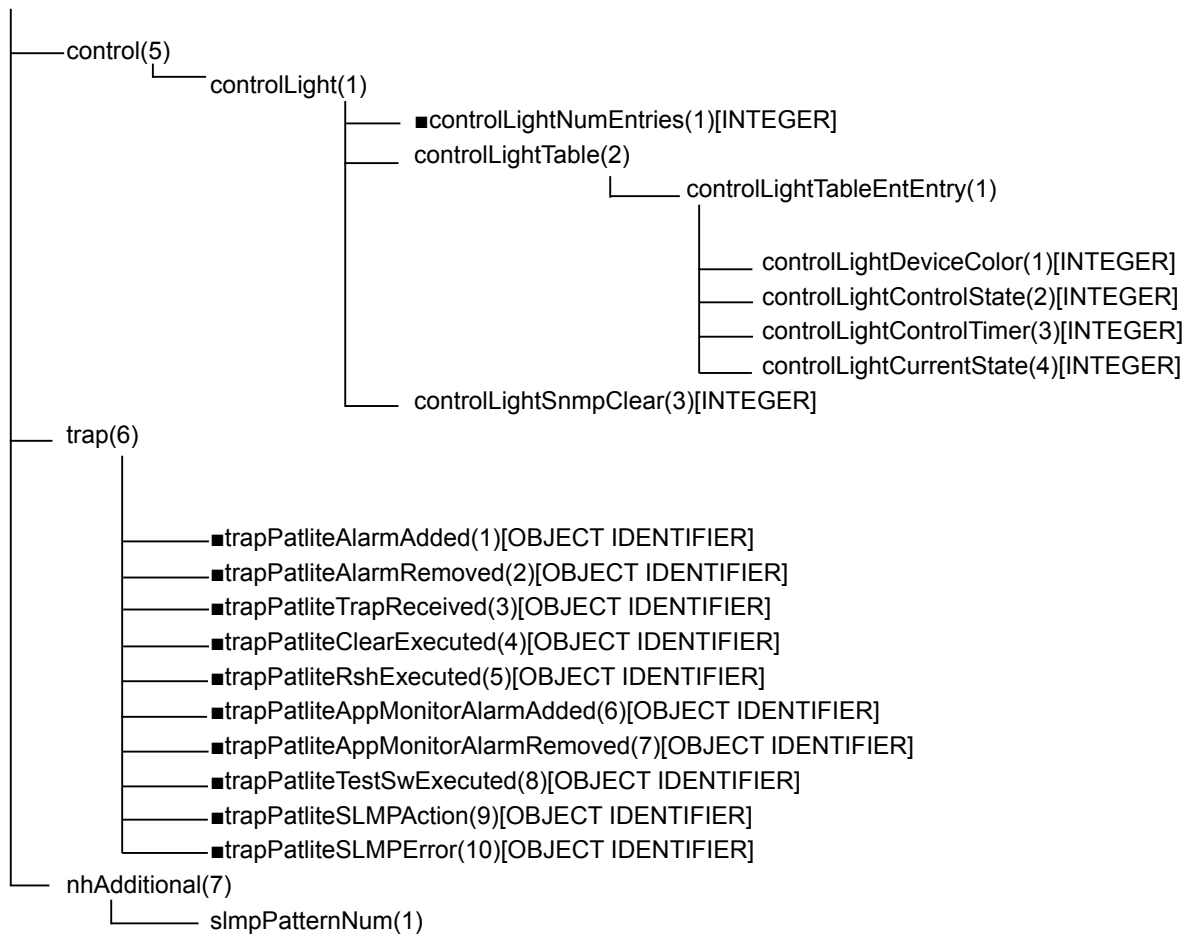 control(5)
controlLight(1)
■controlLightNumEntries(1)[INTEGER]
controlLightTable(2)
controlLightTableEntEntry(1)
controlLightDeviceColor(1)[INTEGER]
controlLightControlState(2)[INTEGER]
controlLightControlTimer(3)[INTEGER]
controlLightCurrentState(4)[INTEGER]
controlLightSnmpClear(3)[INTEGER]
trap(6)
■trapPatliteAlarmAdded(1)[OBJECT IDENTIFIER]
■trapPatliteAlarmRemoved(2)[OBJECT IDENTIFIER]
■trapPatliteTrapReceived(3)[OBJECT IDENTIFIER]
■trapPatliteClearExecuted(4)[OBJECT IDENTIFIER]
■trapPatliteRshExecuted(5)[OBJECT IDENTIFIER]
■trapPatliteAppMonitorAlarmAdded(6)[OBJECT IDENTIFIER]
■trapPatliteAppMonitorAlarmRemoved(7)[OBJECT IDENTIFIER]
■trapPatliteTestSwExecuted(8)[OBJECT IDENTIFIER]
■trapPatliteSLMPAction(9)[OBJECT IDENTIFIER]
■trapPatliteSLMPError(10)[OBJECT IDENTIFIER]
nhAdditional(7)
slmpPatternNum(1)